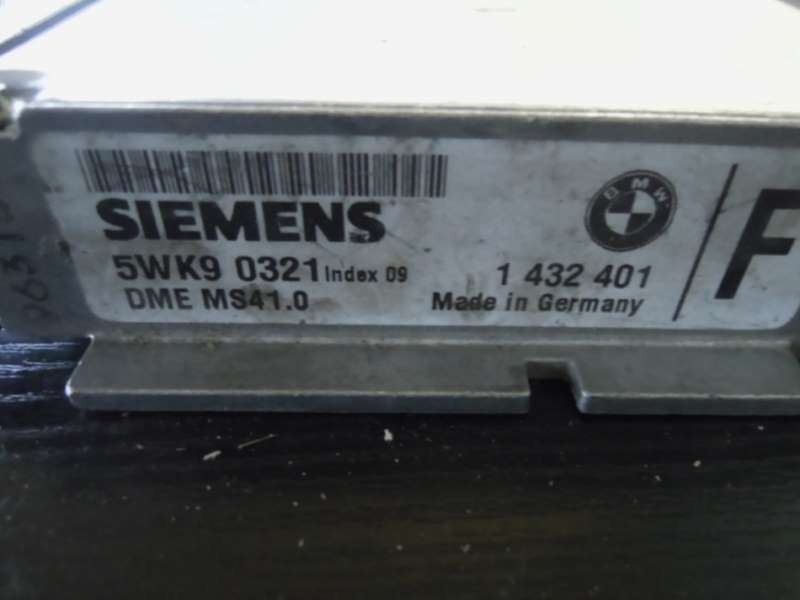 SIEMENS
BMW
5WK9 0321 Index 09
1 432 401
DME MS41.0
Made in Germany
F